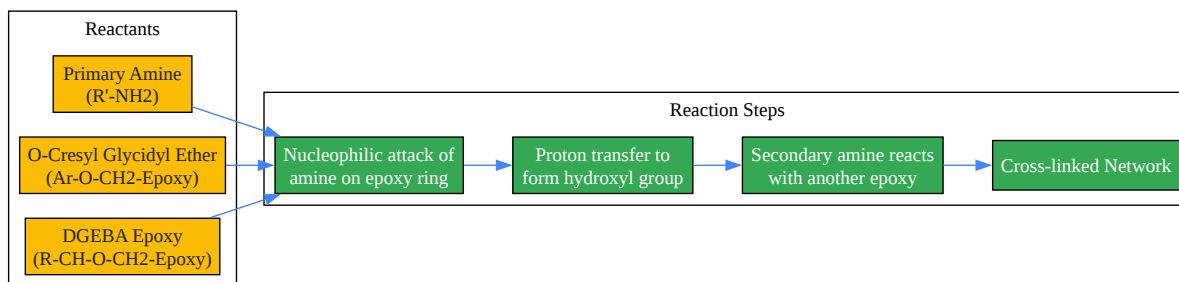 Reactants
Primary Amine
(R'-NH2)
O-Cresyl Glycidyl Ether
(Ar-O-CH2-Epoxy)
DGEBA Epoxy
(R-CH-O-CH2-Epoxy)
Reaction Steps
Nucleophilic attack of
amine on epoxy ring
Proton transfer to
form hydroxyl group
Secondary amine reacts
with another epoxy
Cross-linked Network